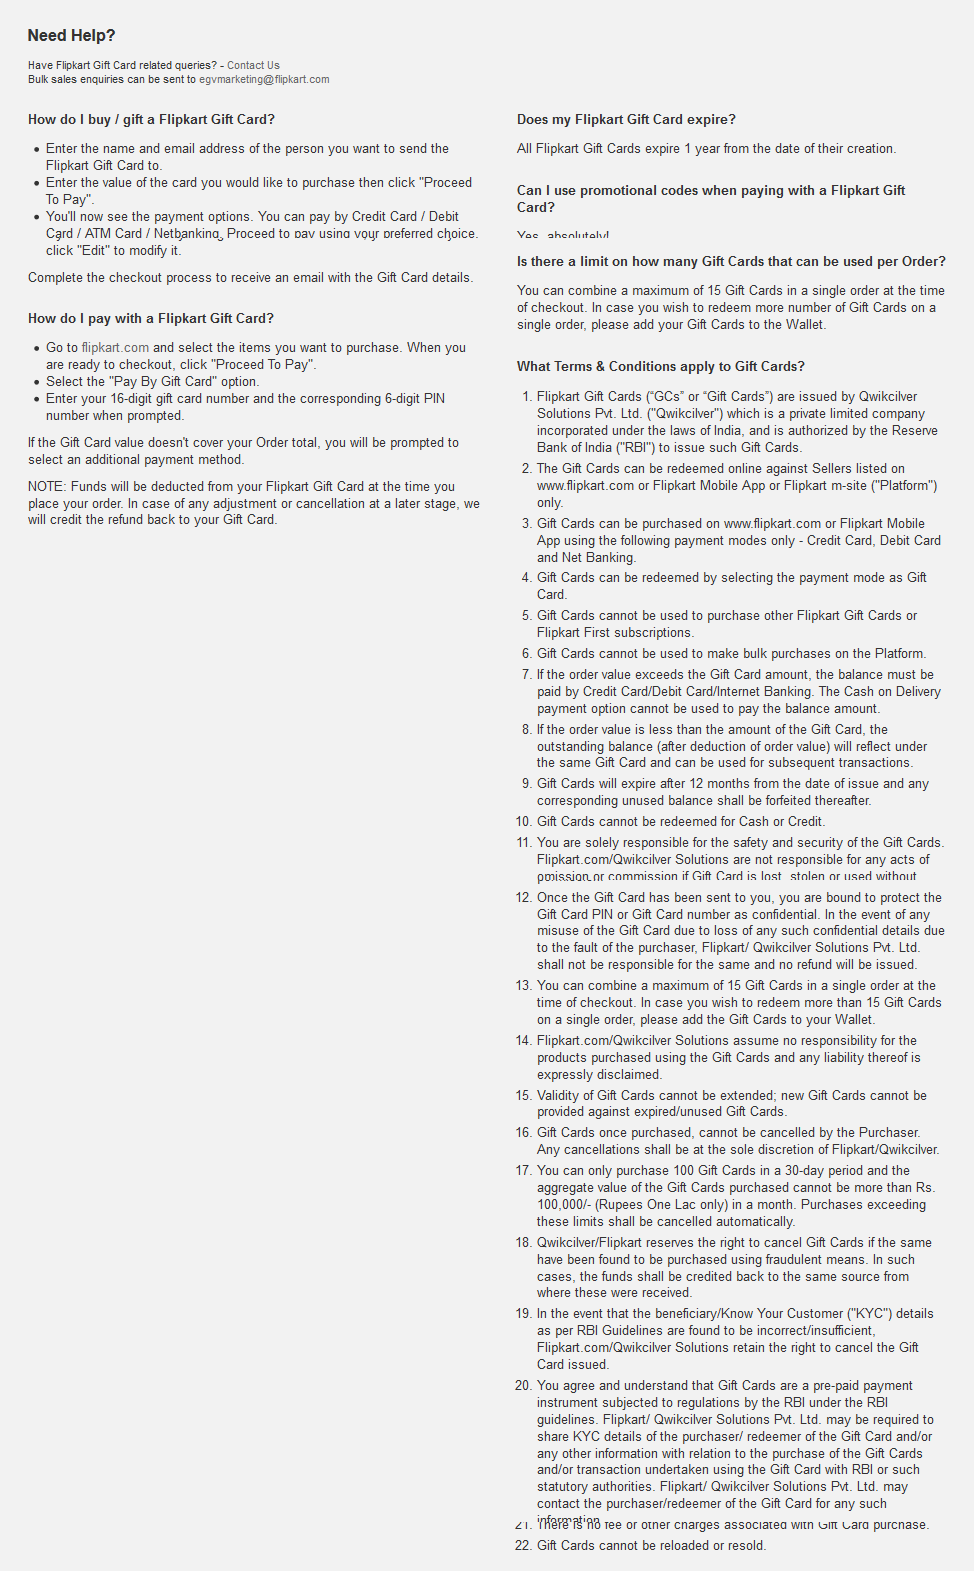 Need Help?
Have Flipkart Gift Card related queries? - Contact Us
Bulk sales enquiries can be sent to egvmarketing@flipkart.com
How do I buy / gift a Flipkart Gift Card?
• Enter the name and email address of the person you want to send the
Flipkart Gift Card to.
• Enter the value of the card you would like to purchase then click "Proceed
To Pay".
• You'll now see the payment options. You can pay by Credit Card / Debit
Card / ATM Card / Netbanking. Proceed to pay using your preferred choice.
click "Edit" to modify it.
Complete the checkout process to receive an email with the Gift Card details.
How do I pay with a Flipkart Gift Card?
• Go to flipkart.com and select the items you want to purchase. When you
are ready to checkout, click "Proceed To Pay".
• Select the "Pay By Gift Card" option.
• Enter your 16-digit gift card number and the corresponding 6-digit PIN
number when prompted.
If the Gift Card value doesn't cover your Order total, you will be prompted to
select an additional payment method.
NOTE: Funds will be deducted from your Flipkart Gift Card at the time you
place your order. In case of any adjustment or cancellation at a later stage, we
will credit the refund back to your Gift Card.
Does my Flipkart Gift Card expire?
All Flipkart Gift Cards expire 1 year from the date of their creation.
Can I use promotional codes when paying with a Flipkart Gift
Card?
Yes, absolutely!
Is there a limit on how many Gift Cards that can be used per Order?
You can combine a maximum of 15 Gift Cards in a single order at the time
of checkout. In case you wish to redeem more number of Gift Cards on a
single order, please add your Gift Cards to the Wallet.
What Terms & Conditions apply to Gift Cards?
1. Flipkart Gift Cards (“GCs” or “Gift Cards”) are issued by Qwikcilver
Solutions Pvt. Ltd. ("Qwikcilver") which is a private limited company
incorporated under the laws of India, and is authorized by the Reserve
Bank of India ("RBI") to issue such Gift Cards.
2. The Gift Cards can be redeemed online against Sellers listed on
www.flipkart.com or Flipkart Mobile App or Flipkart m-site ("Platform")
only.
3. Gift Cards can be purchased on www.flipkart.com or Flipkart Mobile
App using the following payment modes only - Credit Card, Debit Card
and Net Banking.
4. Gift Cards can be redeemed by selecting the payment mode as Gift
Card.
5. Gift Cards cannot be used to purchase other Flipkart Gift Cards or
Flipkart First subscriptions.
6. Gift Cards cannot be used to make bulk purchases on the Platform.
7. If the order value exceeds the Gift Card amount, the balance must be
paid by Credit Card/Debit Card/Internet Banking. The Cash on Delivery
payment option cannot be used to pay the balance amount.
8. If the order value is less than the amount of the Gift Card, the
outstanding balance (after deduction of order value) will reflect under
the same Gift Card and can be used for subsequent transactions.
9. Gift Cards will expire after 12 months from the date of issue and any
corresponding unused balance shall be forfeited thereafter.
10. Gift Cards cannot be redeemed for Cash or Credit.
11. You are solely responsible for the safety and security of the Gift Cards.
Flipkart.com/Qwikcilver Solutions are not responsible for any acts of
omission or commission if Gift Card is lost, stolen or used without
12. Once the Gift Card has been sent to you, you are bound to protect the
Gift Card PIN or Gift Card number as confidential. In the event of any
misuse of the Gift Card due to loss of any such confidential details due
to the fault of the purchaser, Flipkart/ Qwikcilver Solutions Pvt. Ltd.
shall not be responsible for the same and no refund will be issued.
13. You can combine a maximum of 15 Gift Cards in a single order at the
time of checkout. In case you wish to redeem more than 15 Gift Cards
on a single order, please add the Gift Cards to your Wallet.
14. Flipkart.com/Qwikcilver Solutions assume no responsibility for the
products purchased using the Gift Cards and any liability thereof is
expressly disclaimed.
15. Validity of Gift Cards cannot be extended; new Gift Cards cannot be
provided against expired/unused Gift Cards.
16. Gift Cards once purchased, cannot be cancelled by the Purchaser.
Any cancellations shall be at the sole discretion of Flipkart/Qwikcilver.
17. You can only purchase 100 Gift Cards in a 30-day period and the
aggregate value of the Gift Cards purchased cannot be more than Rs.
100,000/- (Rupees One Lac only) in a month. Purchases exceeding
these limits shall be cancelled automatically.
18. Qwikcilver/Flipkart reserves the right to cancel Gift Cards if the same
have been found to be purchased using fraudulent means. In such
cases, the funds shall be credited back to the same source from
where these were received.
19. In the event that the beneficiary/Know Your Customer ("KYC") details
as per RBI Guidelines are found to be incorrect/insufficient,
Flipkart.com/Qwikcilver Solutions retain the right to cancel the Gift
Card issued.
20. You agree and understand that Gift Cards are a pre-paid payment
instrument subjected to regulations by the RBI under the RBI
guidelines. Flipkart/ Qwikcilver Solutions Pvt. Ltd. may be required to
share KYC details of the purchaser/ redeemer of the Gift Card and/or
any other information with relation to the purchase of the Gift Cards
and/or transaction undertaken using the Gift Card with RBI or such
statutory authorities. Flipkart/ Qwikcilver Solutions Pvt. Ltd. may
contact the purchaser/redeemer of the Gift Card for any such
information
21. There is no fee or other charges associated with Gift Card purchase.
22. Gift Cards cannot be reloaded or resold.